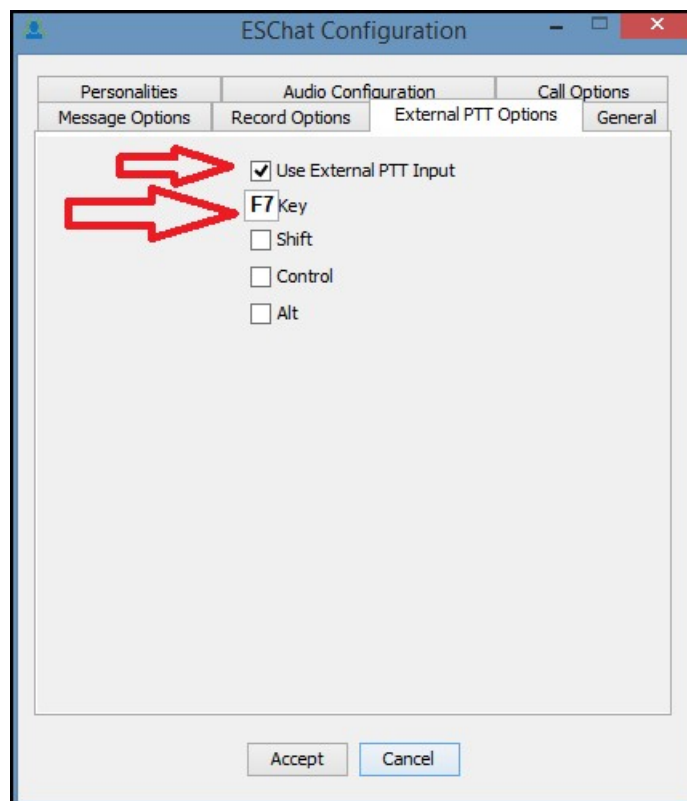 ESChat Configuration
Personalities Audio Configuration Call Options
Message Options Record Options External PTT Options General
Use External PTT Input
F7 Key
Shift
Control
Alt
Accept Cancel